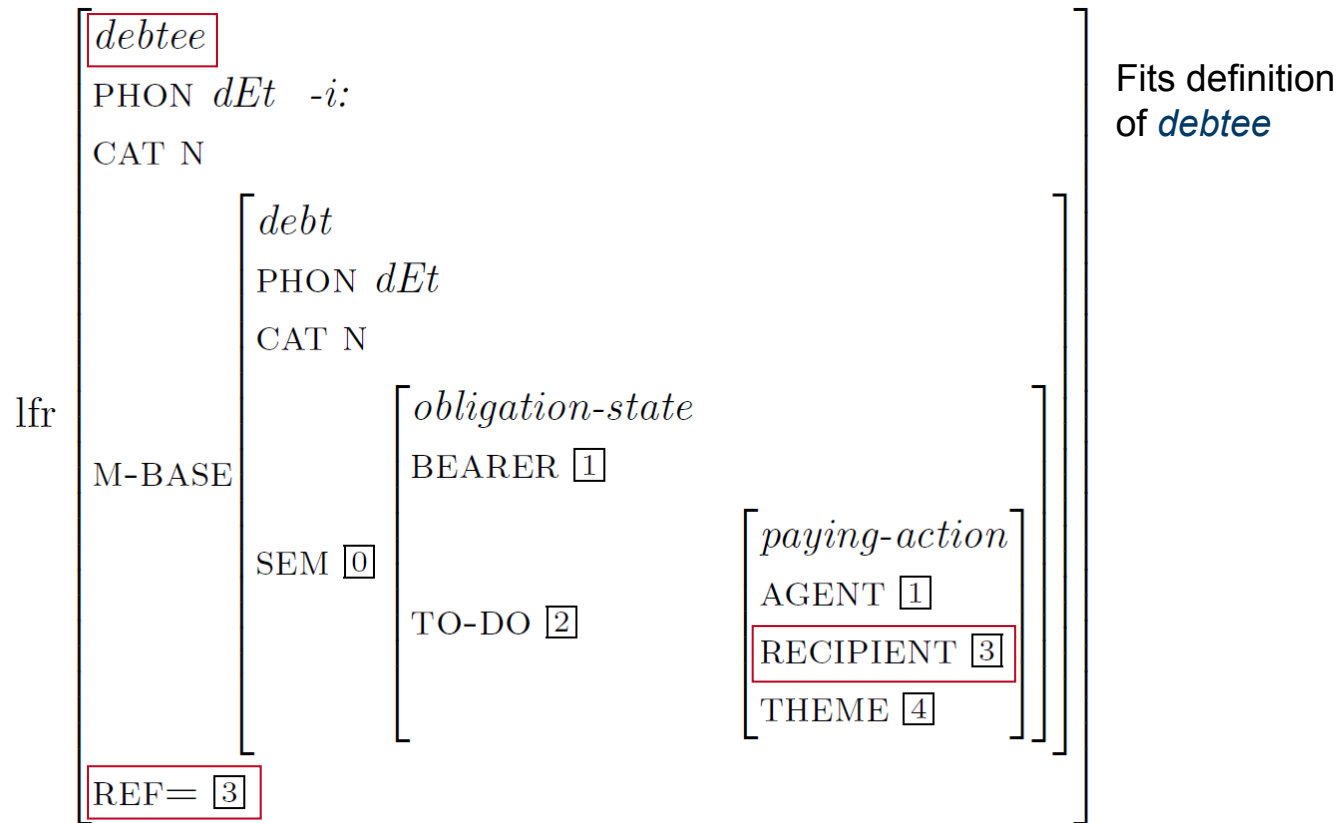 debtee
Fits definition
of debtee
PHON dEt -i:
CAT N
debt
PHON dEt
CAT N
lfr
M-BASE
obligation-state
BEARER 1
SEM 0
paying-action
AGENT 1
TO-DO 2
RECIPIENT 3
THEME 4
REF= 3